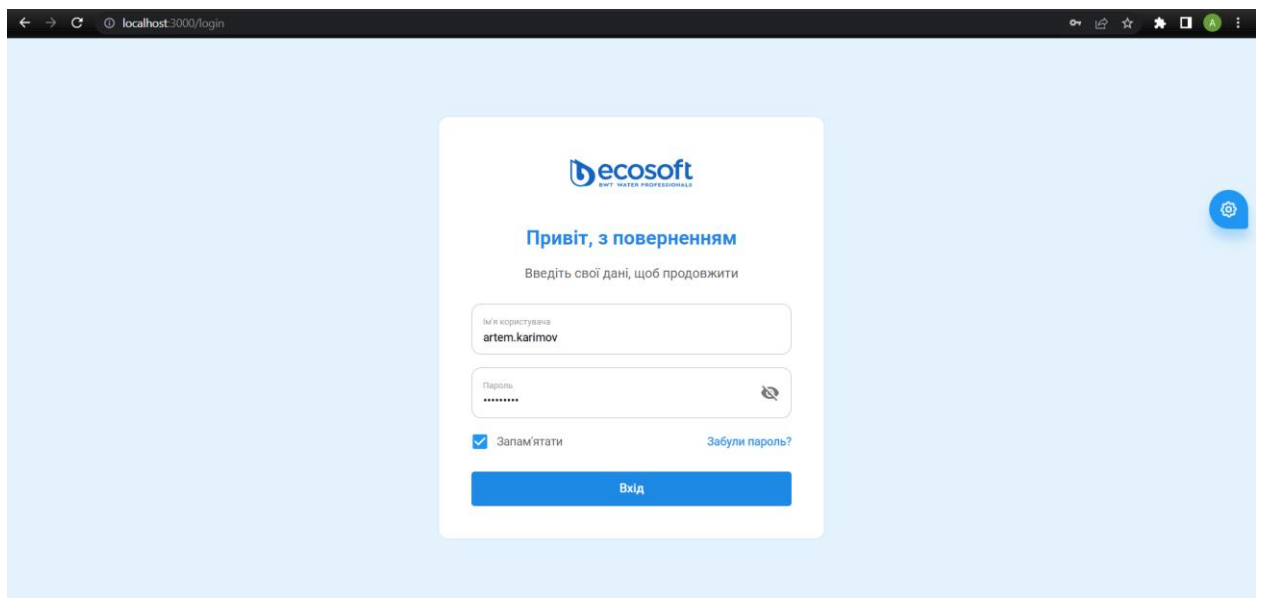 localhost:3000/login
A
ecosoft
BWT WATER PROFESSIONALS
Привіт, з поверненням
Введіть свої дані, щоб продовжити
Ім'я користувача
artem.karimov
Пароль
•••••••••
Запам'ятати
Забули пароль?
Вхід